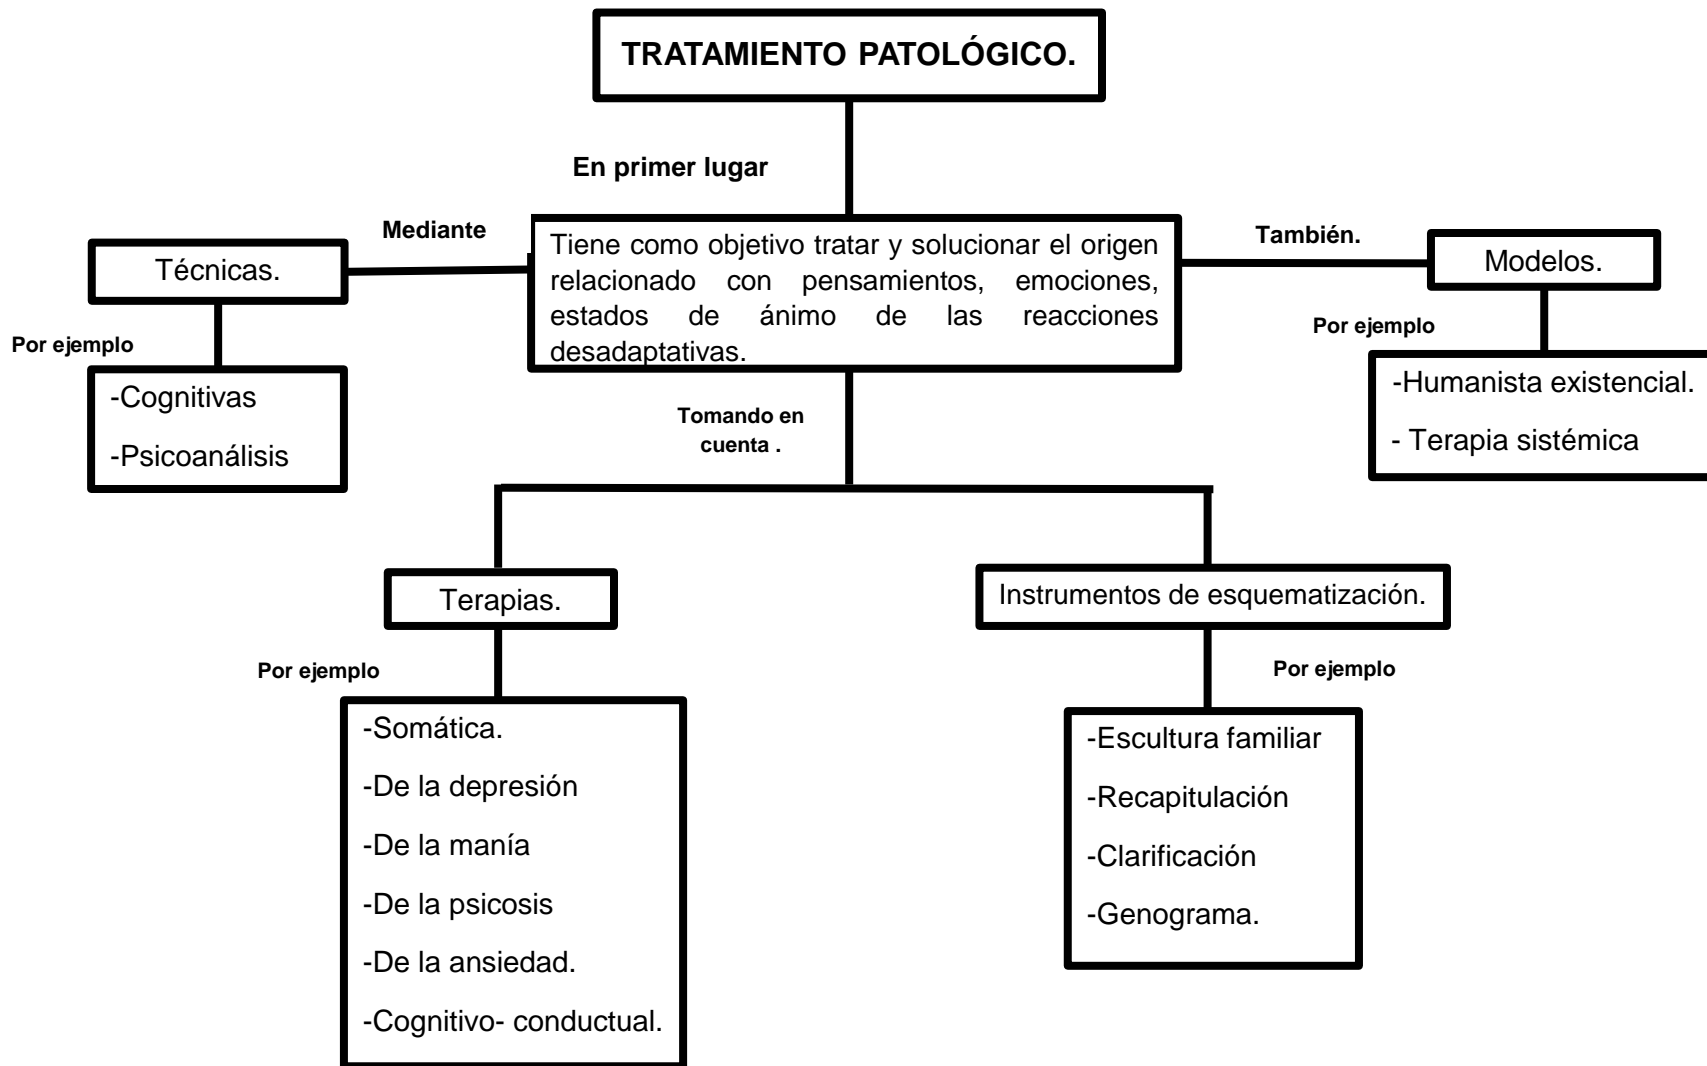 TRATAMIENTO PATOLÓGICO.
En primer lugar
Mediante
Tiene como objetivo tratar y solucionar el origen
relacionado con pensamientos, emociones,
estados de ánimo de las reacciones
desadaptativas.
También.
Técnicas.
Modelos.
Por ejemplo
-Cognitivas
-Psicoanálisis
Por ejemplo
-Humanista existencial.
- Terapia sistémica
Tomando en
cuenta .
Terapias.
Instrumentos de esquematización.
Por ejemplo
-Somática.
-De la depresión
-De la manía
-De la psicosis
-De la ansiedad.
-Cognitivo- conductual.
Por ejemplo
-Escultura familiar
-Recapitulación
-Clarificación
-Genograma.